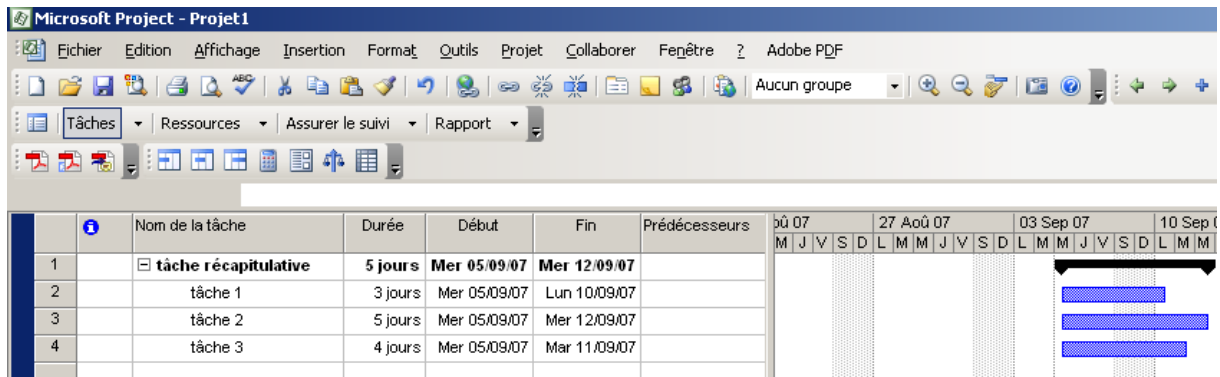 Microsoft Project - Projet1
Fichier Edition Affichage Insertion Format Outils Projet Collaborer Fenêtre ? Adobe PDF
ABC Aucun groupe
Tâches Ressources Assurer le suivi Rapport
Nom de la tâche Durée Début Fin Prédécesseurs oû 07 27 Aoû 07 03 Sep 07 10 Sep
M J V S D L M M J V S D L M M J V S D L M M
1 tâche récapitulative 5 jours Mer 05/09/07 Mer 12/09/07
2 tâche 1 3 jours Mer 05/09/07 Lun 10/09/07
3 tâche 2 5 jours Mer 05/09/07 Mer 12/09/07
4 tâche 3 4 jours Mer 05/09/07 Mar 11/09/07